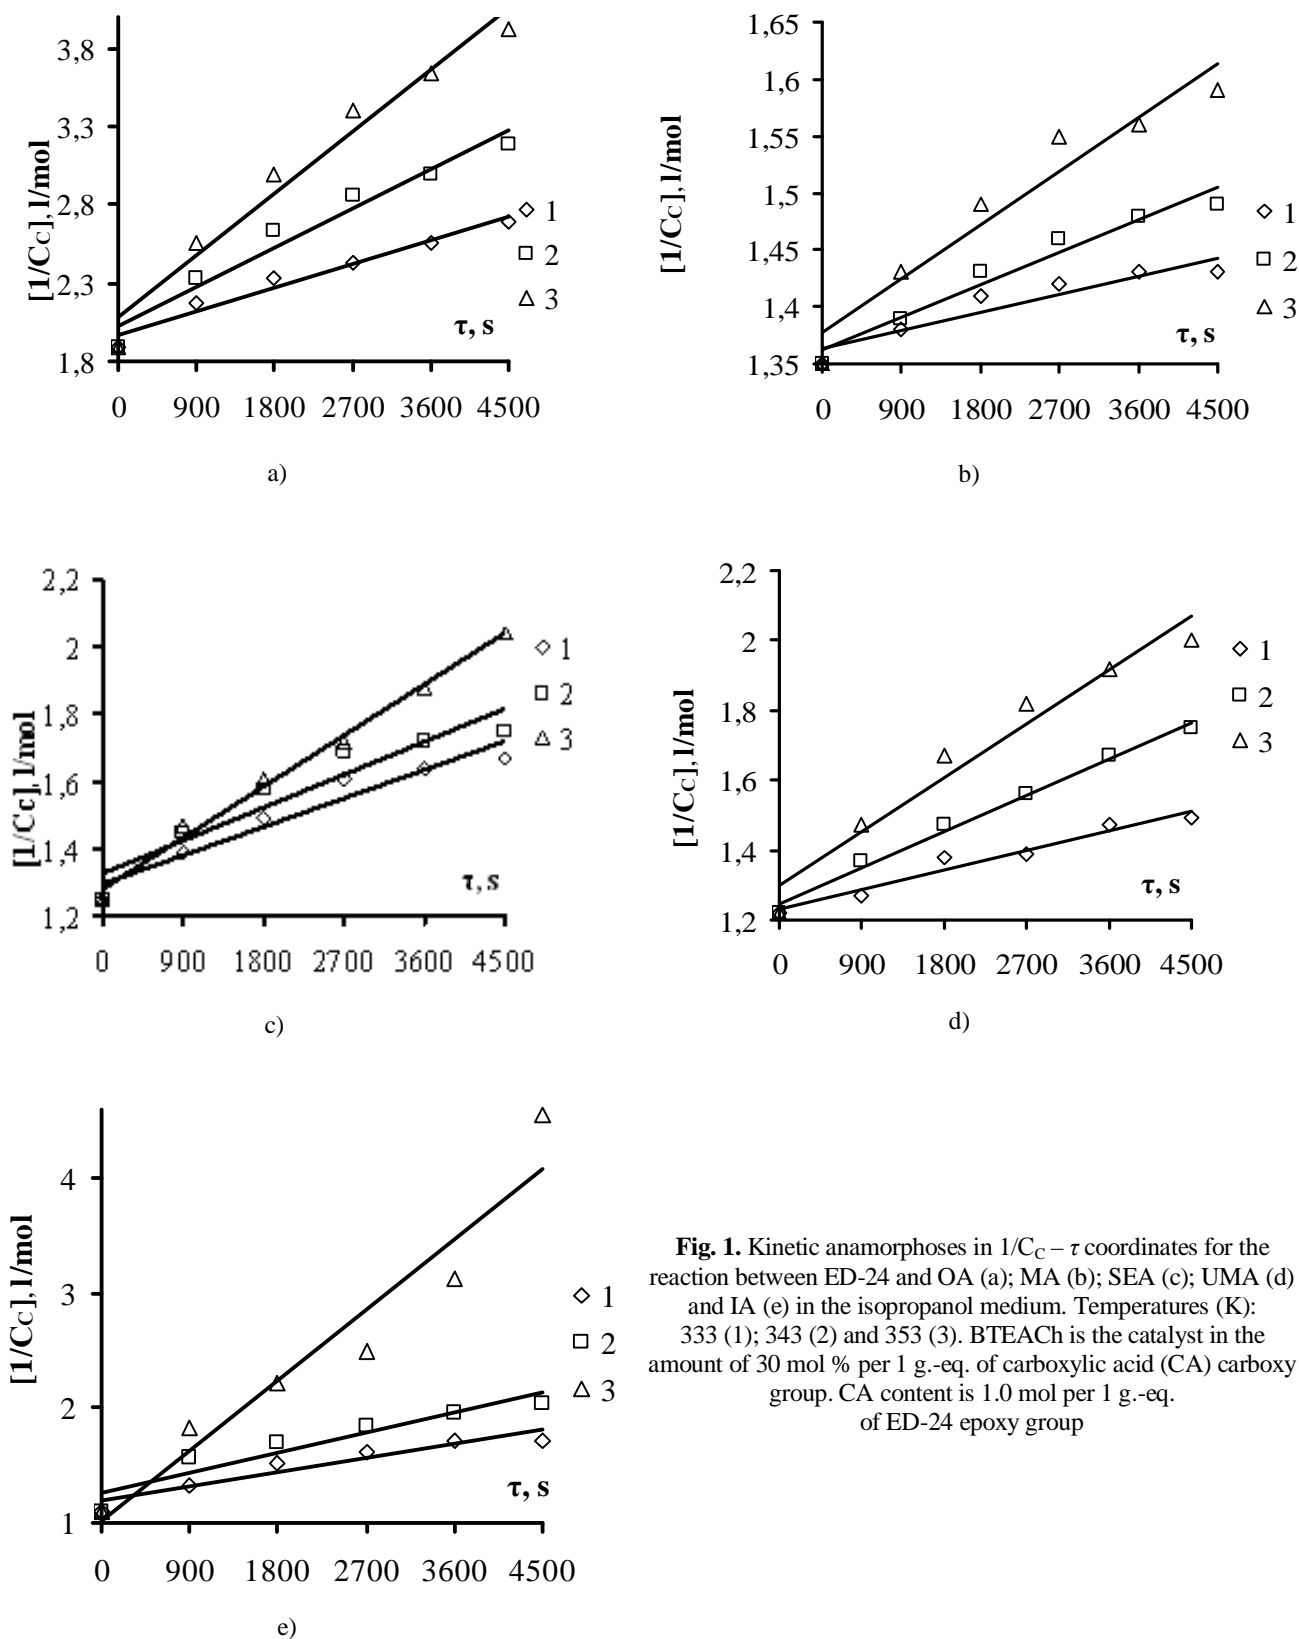 3,8
3,3
2,8
2,3
1,8
[1/Cc], l/mol
1
2
3
τ, s
0 900 1800 2700 3600 4500
a)
1,65
1,6
1,55
1,5
1,45
1,4
1,35
[1/Cc], l/mol
1
2
3
τ, s
0 900 1800 2700 3600 4500
b)
2,2
2
1,8
1,6
1,4
1,2
[1/Cc], l/mol
1
2
3
τ, s
0 900 1800 2700 3600 4500
c)
2,2
2
1,8
1,6
1,4
1,2
[1/Cc], l/mol
1
2
3
τ, s
0 900 1800 2700 3600 4500
d)
4
3
2
1
[1/Cc], l/mol
1
2
3
τ, s
0 900 1800 2700 3600 4500
e)
Fig. 1. Kinetic anamorphoses in 1/C_C – τ coordinates for the
reaction between ED-24 and OA (a); MA (b); SEA (c); UMA (d)
and IA (e) in the isopropanol medium. Temperatures (K):
333 (1); 343 (2) and 353 (3). BTEACh is the catalyst in the
amount of 30 mol % per 1 g.-eq. of carboxylic acid (CA) carboxy
group. CA content is 1.0 mol per 1 g.-eq.
of ED-24 epoxy group